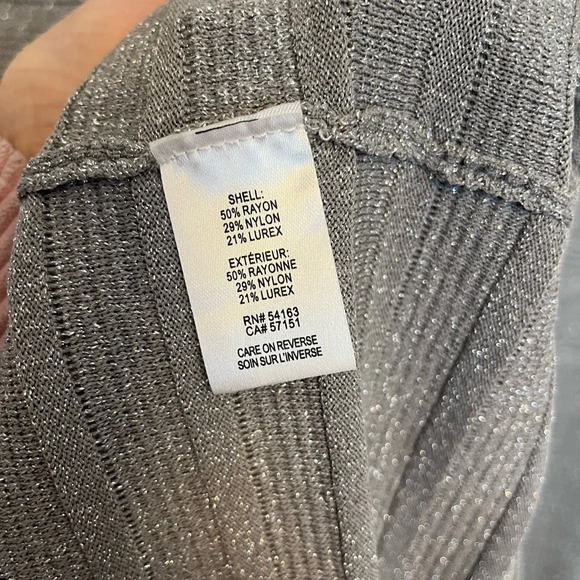 SHELL:
50% RAYON
29% NYLON
21% LUREX
EXTÉRIEUR:
50% RAYONNE
29% NYLON
21% LUREX
RN# 54163
CA# 57151
CARE ON REVERSE
SOIN SUR L'INVERSE